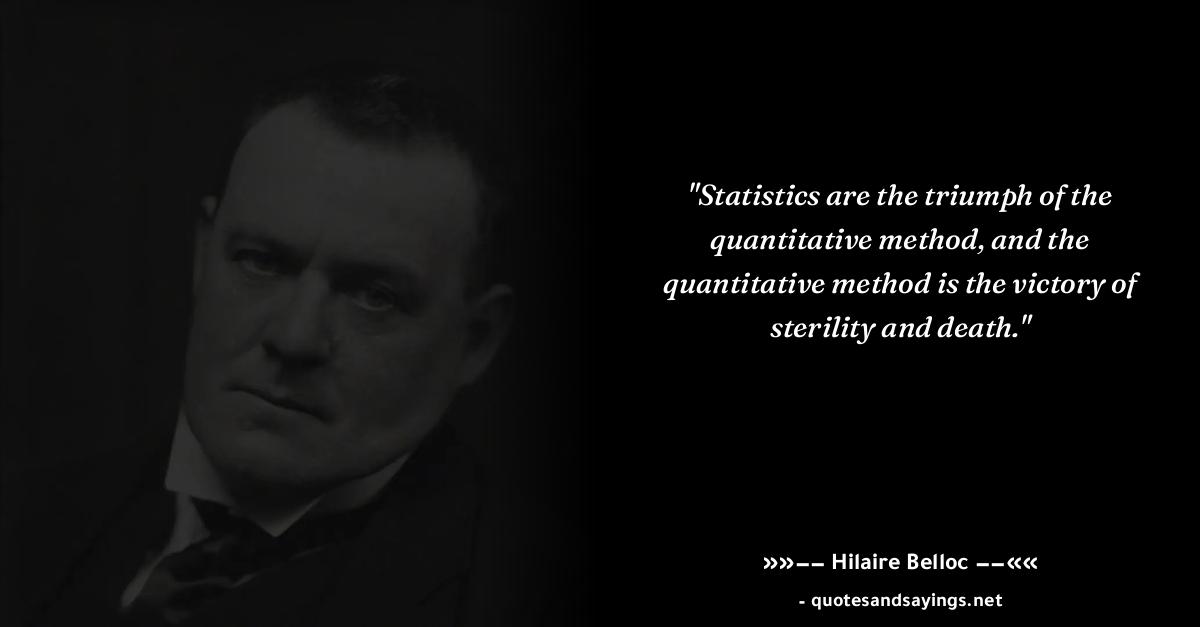 "Statistics are the triumph of the
quantitative method, and the
quantitative method is the victory of
sterility and death."
»»−− Hilaire Belloc −−««
- quotesandsayings.net